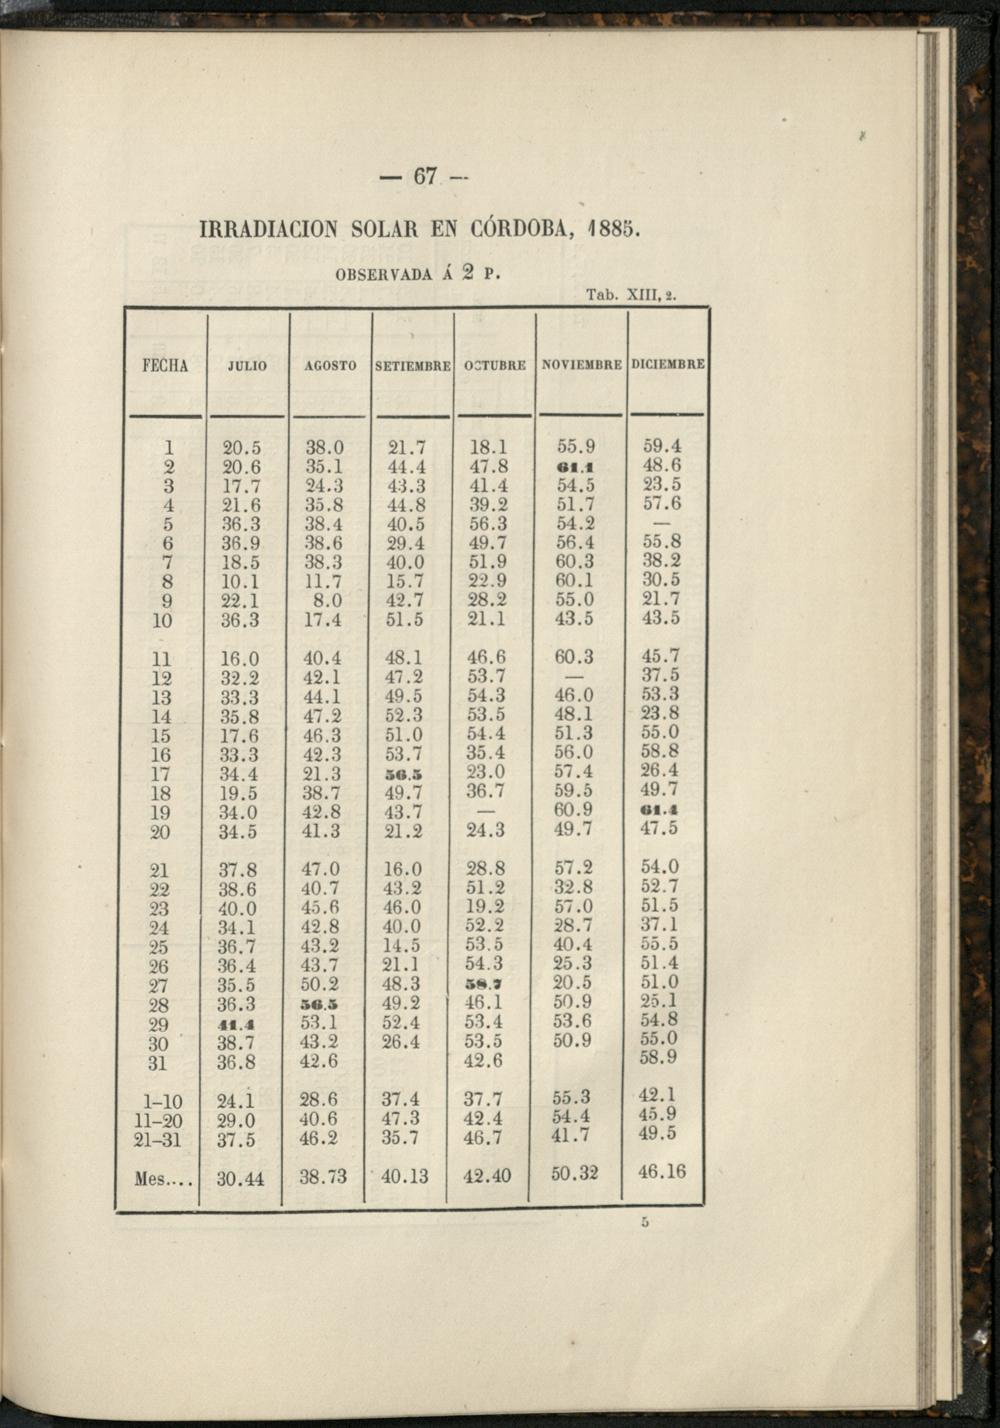 — 67 —
IRRADIACION SOLAR EN CÓRDOBA, 1885.
OBSERVADA Á 2 P.
Tab. XIII, 2.
FECHA JULIO AGOSTO SETIEMBRE OCTUBRE NOVIEMBRE DICIEMBRE
1 20.5 38.0 21.7 18.1 55.9 59.4
2 20.6 35.1 44.4 47.8 61.1 48.6
3 17.7 24.3 43.3 41.4 54.5 23.5
4 21.6 35.8 44.8 39.2 51.7 57.6
5 36.3 38.4 40.5 56.3 54.2 —
6 36.9 38.6 29.4 49.7 56.4 55.8
7 18.5 38.3 40.0 51.9 60.3 38.2
8 10.1 11.7 15.7 22.9 60.1 30.5
9 22.1 8.0 42.7 28.2 55.0 21.7
10 36.3 17.4 51.5 21.1 43.5 43.5
11 16.0 40.4 48.1 46.6 60.3 45.7
12 32.2 42.1 47.2 53.7 — 37.5
13 33.3 44.1 49.5 54.3 46.0 53.3
14 35.8 47.2 52.3 53.5 48.1 23.8
15 17.6 46.3 51.0 54.4 51.3 55.0
16 33.3 42.3 53.7 35.4 56.0 58.8
17 34.4 21.3 56.5 23.0 57.4 26.4
18 19.5 38.7 49.7 36.7 59.5 49.7
19 34.0 42.8 43.7 — 60.9 61.4
20 34.5 41.3 21.2 24.3 49.7 47.5
21 37.8 47.0 16.0 28.8 57.2 54.0
22 38.6 40.7 43.2 51.2 32.8 52.7
23 40.0 45.6 46.0 19.2 57.0 51.5
24 34.1 42.8 40.0 52.2 28.7 37.1
25 36.7 43.2 14.5 53.5 40.4 55.5
26 36.4 43.7 21.1 54.3 25.3 51.4
27 35.5 50.2 48.3 58.7 20.5 51.0
28 36.3 56.5 49.2 46.1 50.9 25.1
29 41.4 53.1 52.4 53.4 53.6 54.8
30 38.7 43.2 26.4 53.5 50.9 55.0
31 36.8 42.6 42.6 58.9
1–10 24.1 28.6 37.4 37.7 55.3 42.1
11–20 29.0 40.6 47.3 42.4 54.4 45.9
21–31 37.5 46.2 35.7 46.7 41.7 49.5
Mes.... 30.44 38.73 40.13 42.40 50.32 46.16
5